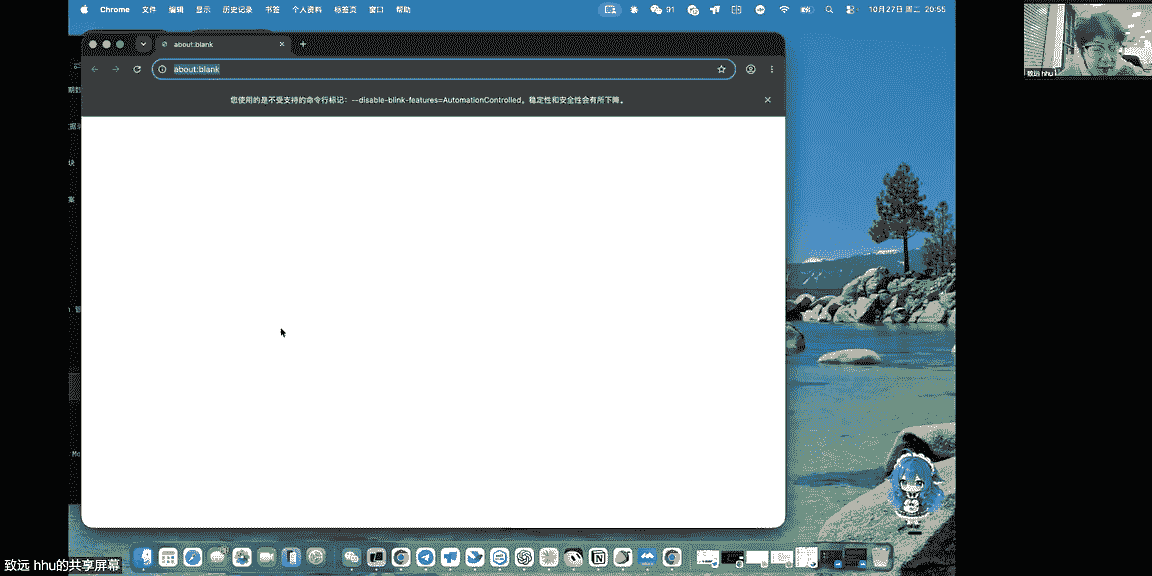 Chrome 文件 编辑 显示 历史记录 书签 个人资料 标签页 窗口 帮助
91
10月27日 周二 20:55
about:blank
about:blank
您使用的是不受支持的命令行标记：--disable-blink-features=AutomationControlled。稳定性和安全性会有所下降。
致远 hhu
致远 hhu的共享屏幕